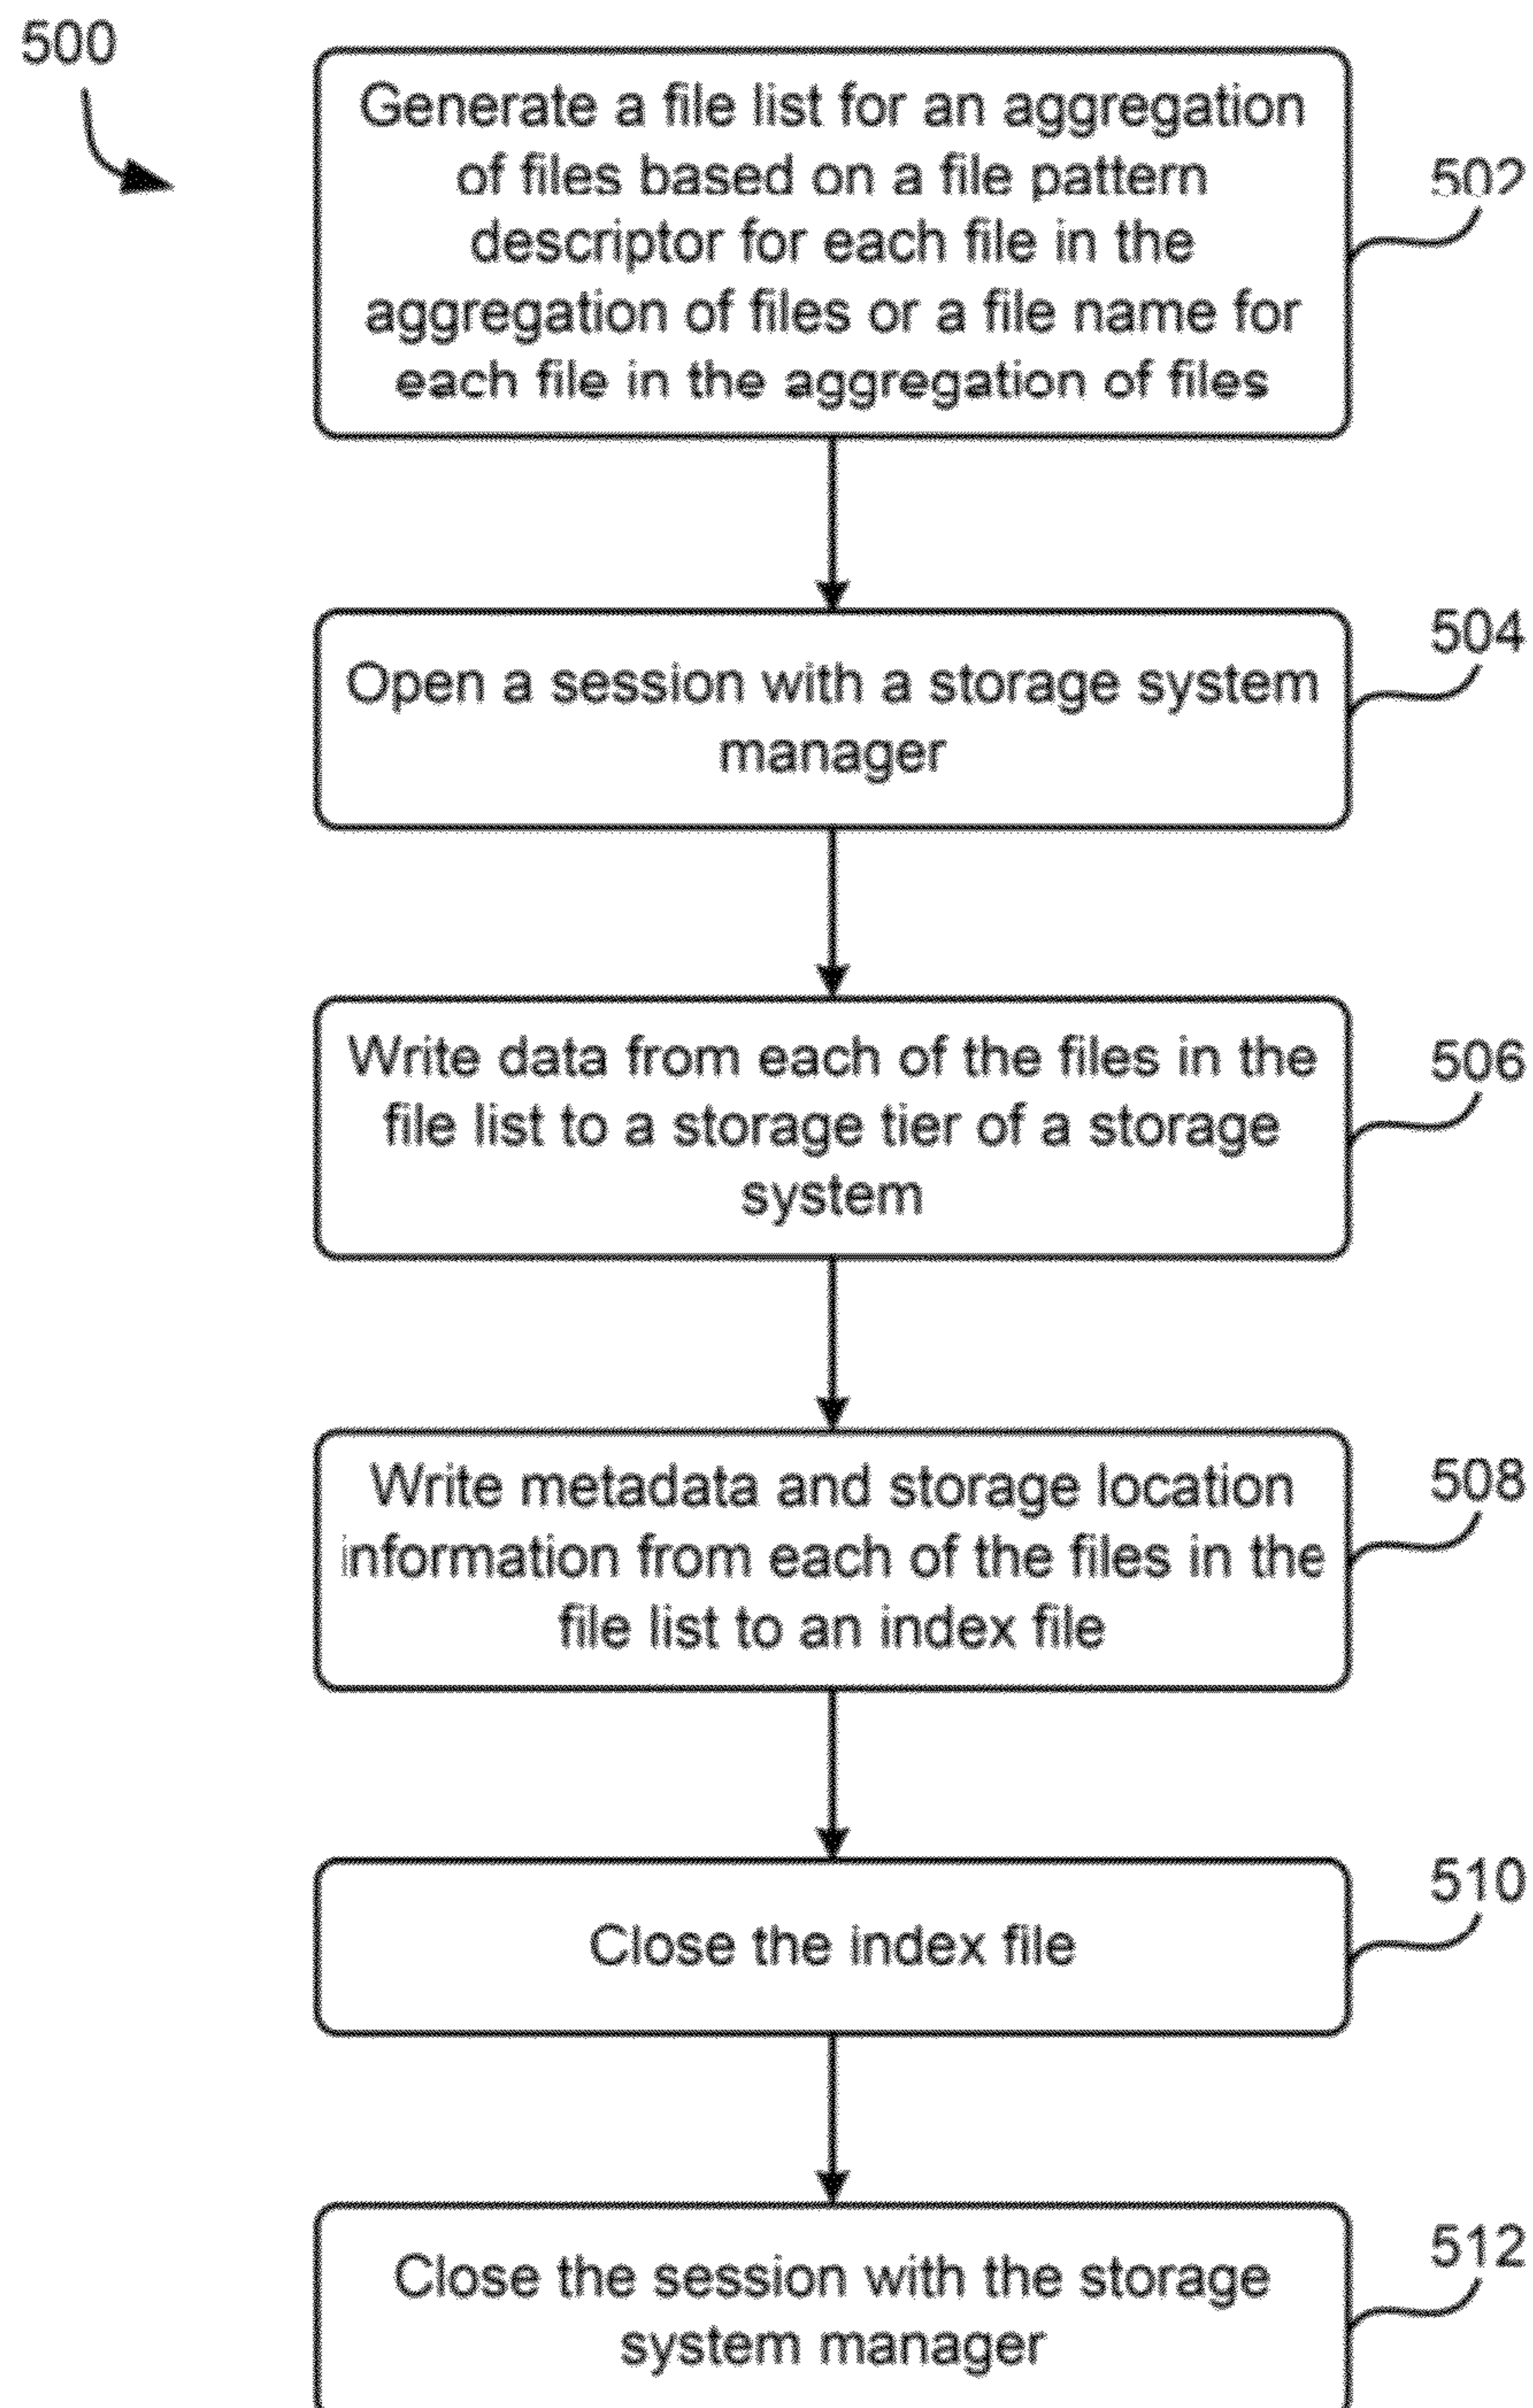 500
Generate a file list for an aggregation
of files based on a file pattern
descriptor for each file in the
aggregation of files or a file name for
each file in the aggregation of files
502
Open a session with a storage system
manager
504
Write data from each of the files in the
file list to a storage tier of a storage
system
506
Write metadata and storage location
information from each of the files in the
file list to an index file
508
Close the index file
510
Close the session with the storage
system manager
512